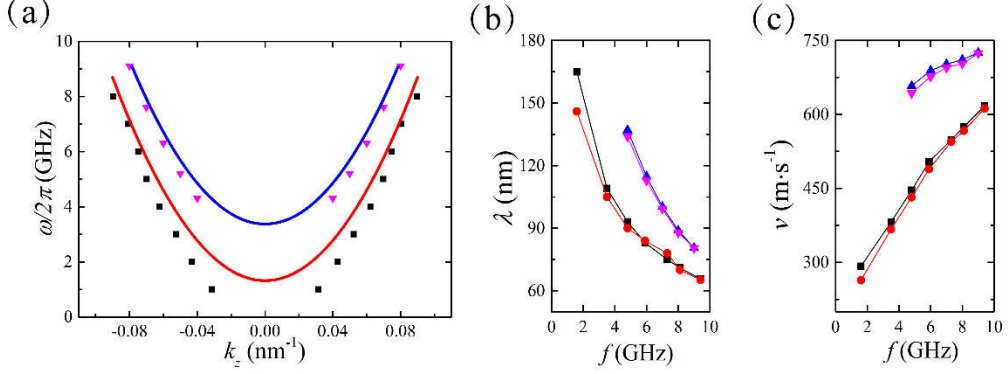 (a)
10
8
6
4
2
0
ω/2π (GHz)
-0.08 -0.04 0.00 0.04 0.08
k_z (nm⁻¹)
(b)
180
150
120
90
60
λ (nm)
0 2 4 6 8 10
f (GHz)
(c)
750
600
450
300
v (m·s⁻¹)
0 2 4 6 8 10
f (GHz)